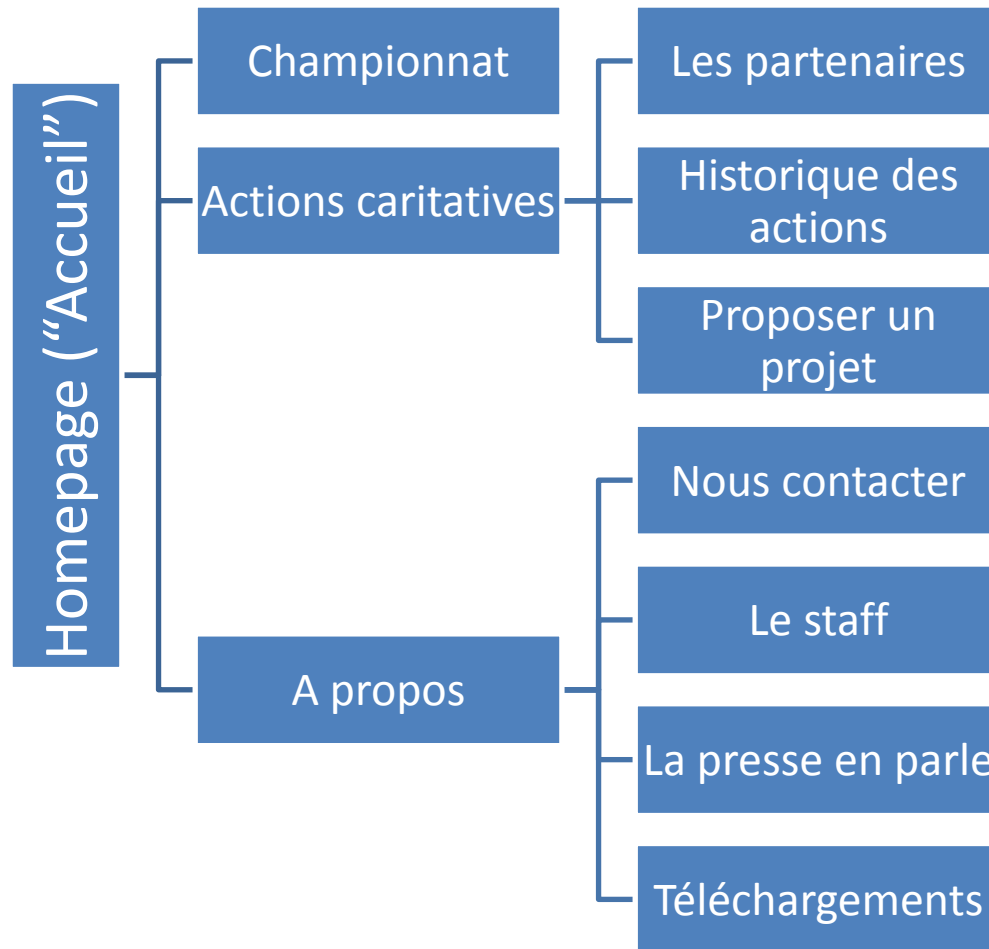 Homepage (“Accueil”)
Championnat
Actions caritatives
Les partenaires
Historique des
actions
Proposer un
projet
A propos
Nous contacter
Le staff
La presse en parle
Téléchargements